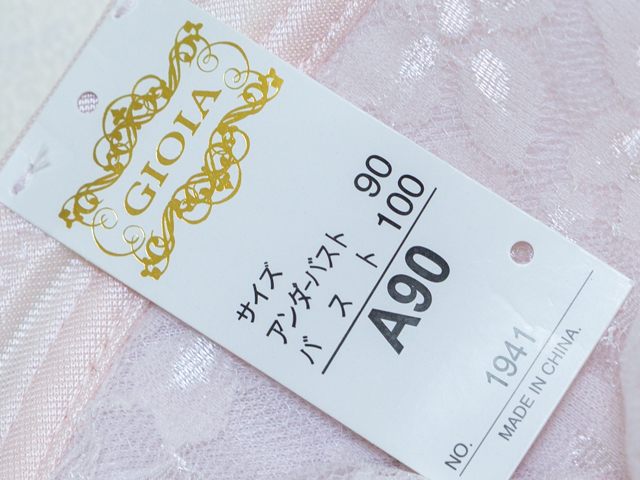 GIOIA
サイズ
アンダーバスト 90
バスト 100
A90
NO. 1941
MADE IN CHINA.